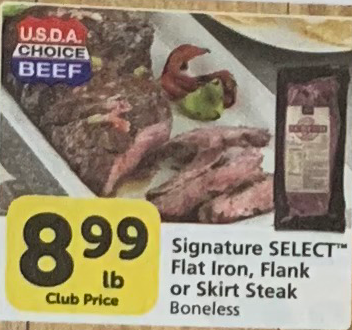 U.S.D.A.
CHOICE
BEEF
8.99
lb
Club Price
Signature SELECT™
Flat Iron, Flank
or Skirt Steak
Boneless